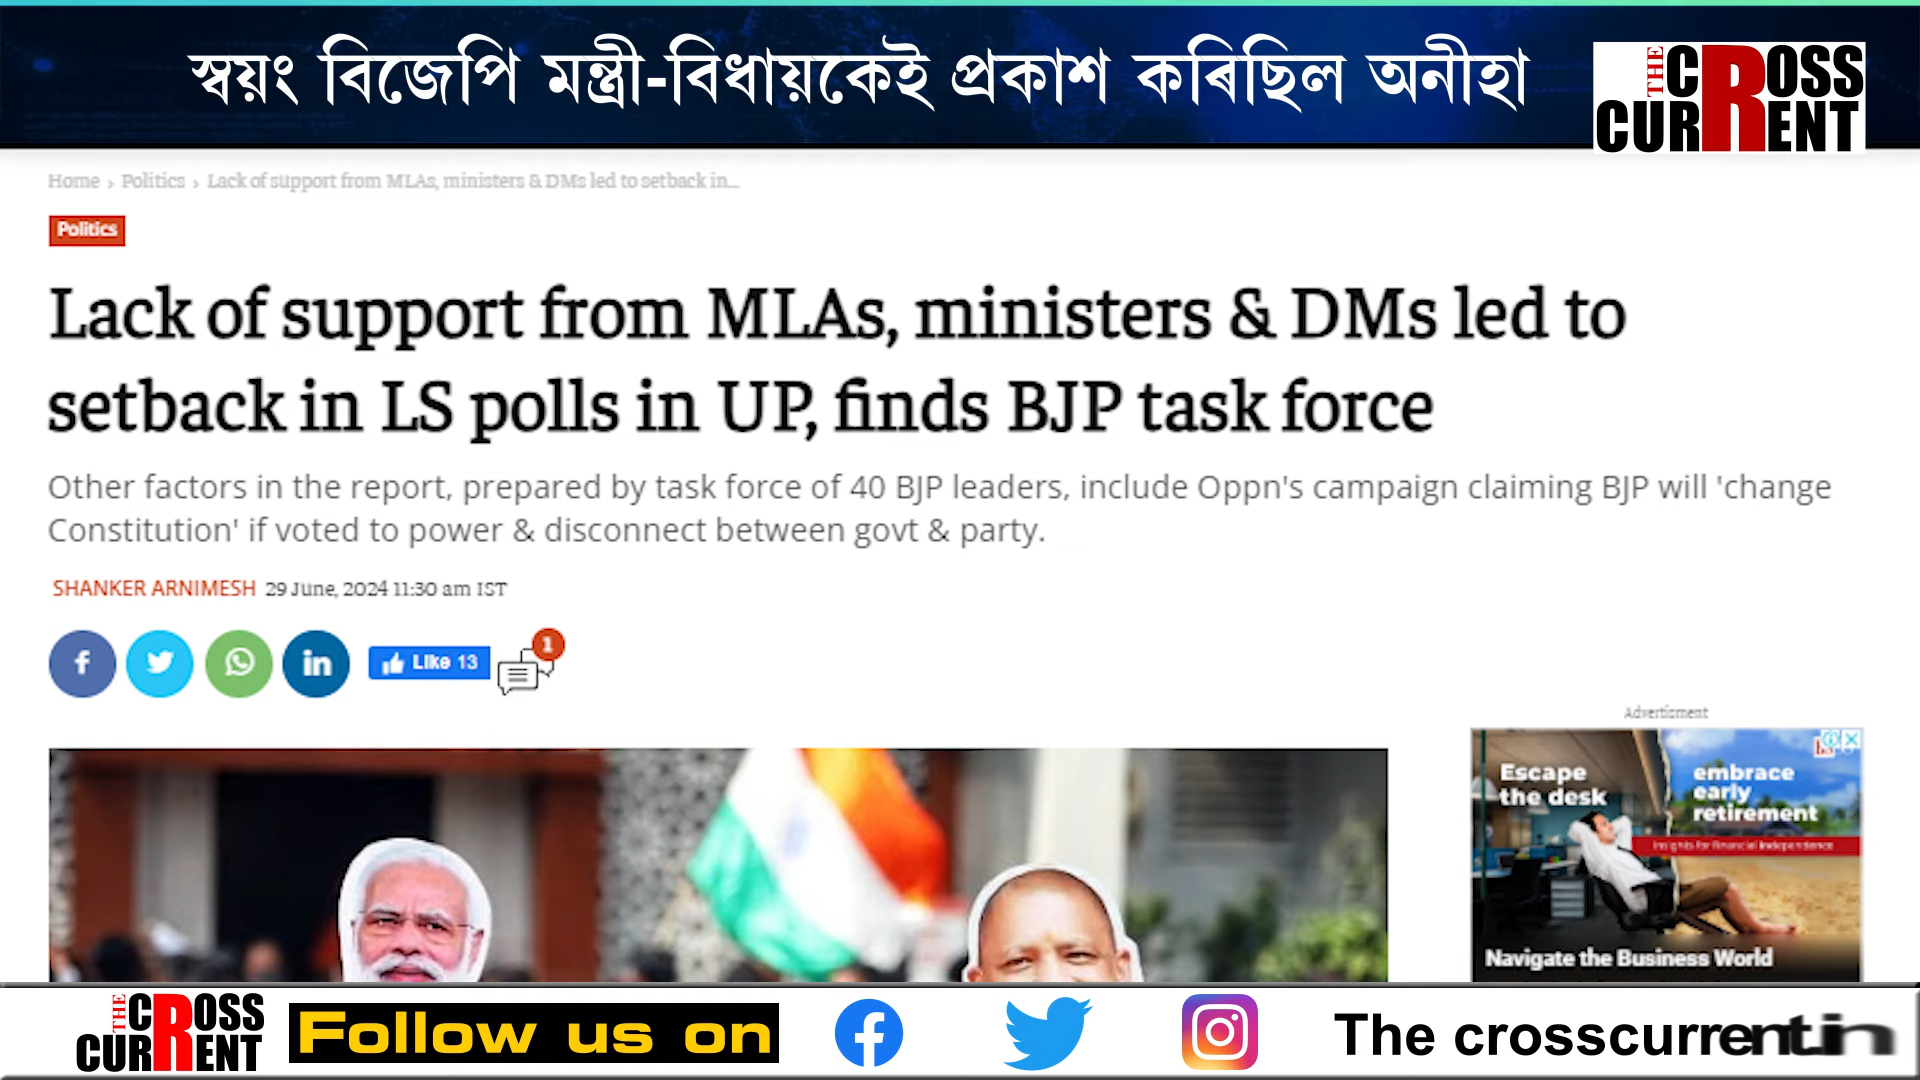 স্বয়ং বিজেপি মন্ত্ৰী-বিধায়কেই প্ৰকাশ কৰিছিল অনীহা
THE CROSS
CURRENT
Home › Politics › Lack of support from MLAs, ministers & DMs led to setback in...
Politics
Lack of support from MLAs, ministers & DMs led to
setback in LS polls in UP, finds BJP task force
Other factors in the report, prepared by task force of 40 BJP leaders, include Oppn's campaign claiming BJP will 'change
Constitution' if voted to power & disconnect between govt & party.
SHANKER ARNIMESH 29 June, 2024 11:30 am IST
Like 13
1
Advertisment
Escape
the desk
embrace
early
retirement
Insights for financial independence
Navigate the Business World
THE CROSS
CURRENT
Follow us on
The crosscurrent.in